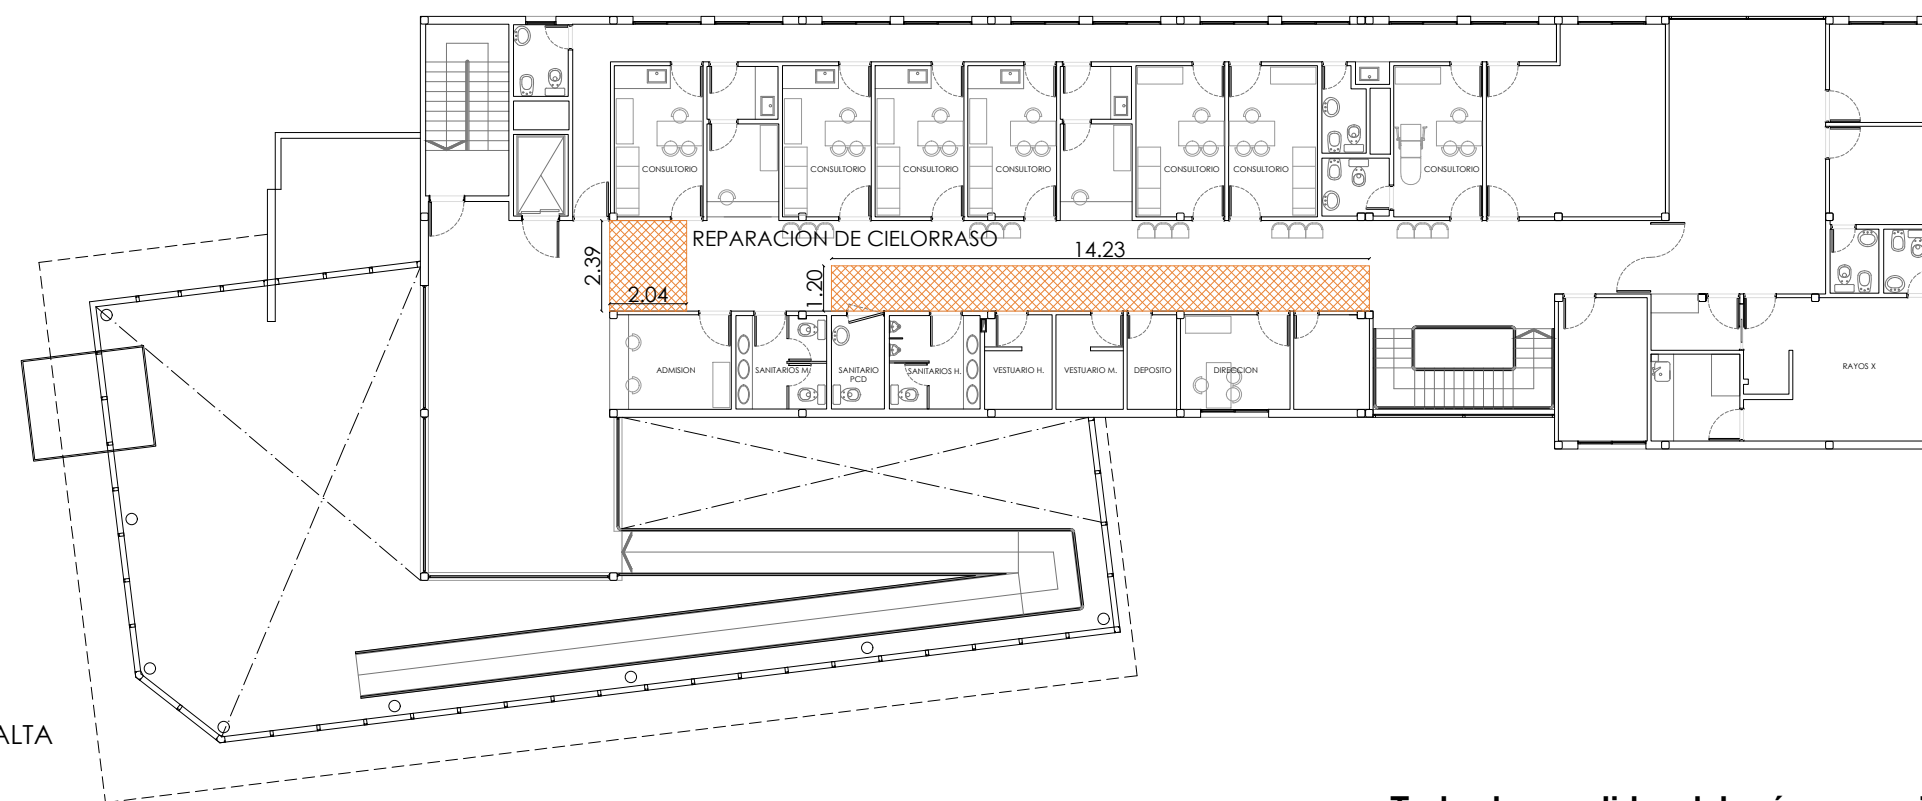 CONSULTORIO
CONSULTORIO
CONSULTORIO
CONSULTORIO
CONSULTORIO
CONSULTORIO
CONSULTORIO
REPARACION DE CIELORRASO
2.39
2.04
1.20
14.23
ADMISION
SANITARIOS M.
SANITARIO
PCD
SANITARIOS H.
VESTUARIO H.
VESTUARIO M.
DEPOSITO
DIRECCION
RAYOS X
ALTA